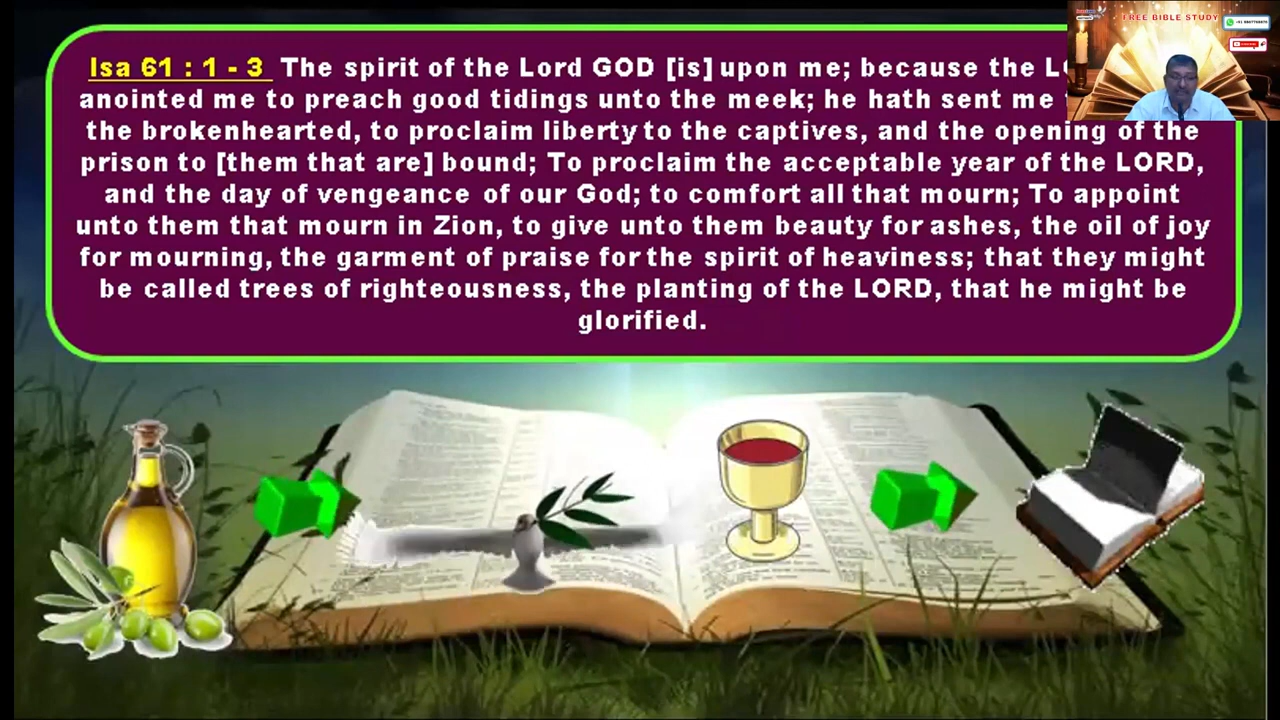 Isa 61 : 1 - 3 The spirit of the Lord GOD [is] upon me; because the
anointed me to preach good tidings unto the meek; he hath sent me
the brokenhearted, to proclaim liberty to the captives, and the opening of the
prison to [them that are] bound; To proclaim the acceptable year of the LORD,
and the day of vengeance of our God; to comfort all that mourn; To appoint
unto them that mourn in Zion, to give unto them beauty for ashes, the oil of joy
for mourning, the garment of praise for the spirit of heaviness; that they might
be called trees of righteousness, the planting of the LORD, that he might be
glorified.
FREE BIBLE STUDY